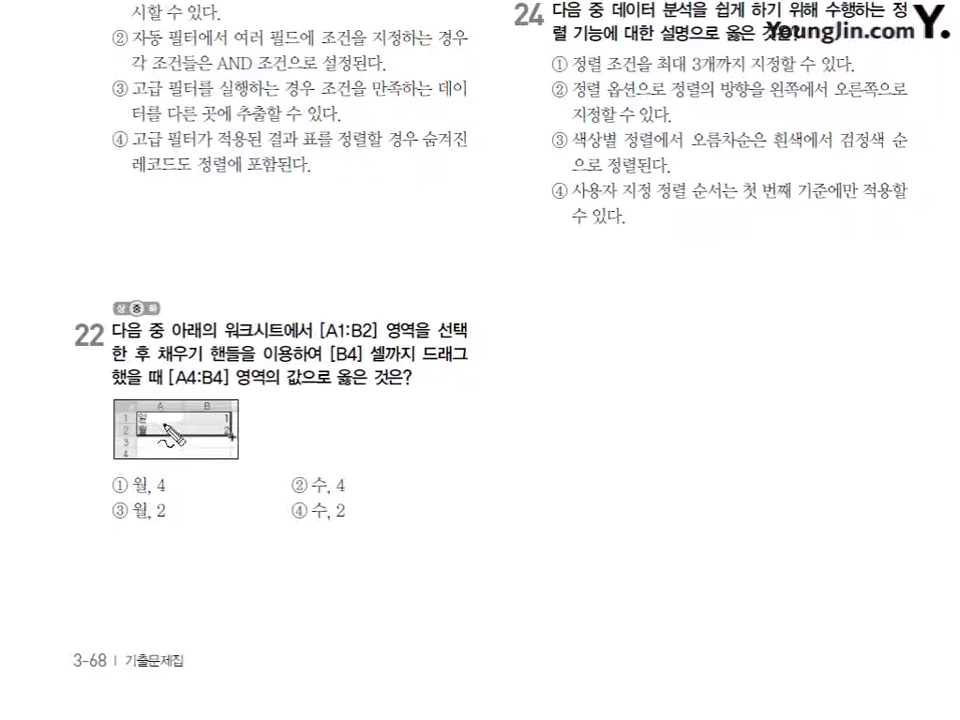 시할 수 있다.
② 자동 필터에서 여러 필드에 조건을 지정하는 경우
각 조건들은 AND 조건으로 설정된다.
③ 고급 필터를 실행하는 경우 조건을 만족하는 데이
터를 다른 곳에 추출할 수 있다.
④ 고급 필터가 적용된 결과 표를 정렬할 경우 숨겨진
레코드도 정렬에 포함된다.
상 중 하
22 다음 중 아래의 워크시트에서 [A1:B2] 영역을 선택
한 후 채우기 핸들을 이용하여 [B4] 셀까지 드래그
했을 때 [A4:B4] 영역의 값으로 옳은 것은?
A B
1 일 1
2 월 2
3
4
① 월, 4 ② 수, 4
③ 월, 2 ④ 수, 2
3-68 | 기출문제집
24 다음 중 데이터 분석을 쉽게 하기 위해 수행하는 정
렬 기능에 대한 설명으로 옳은 것은?
YoungJin.com Y.
① 정렬 조건을 최대 3개까지 지정할 수 있다.
② 정렬 옵션으로 정렬의 방향을 왼쪽에서 오른쪽으로
지정할 수 있다.
③ 색상별 정렬에서 오름차순은 흰색에서 검정색 순
으로 정렬된다.
④ 사용자 지정 정렬 순서는 첫 번째 기준에만 적용할
수 있다.